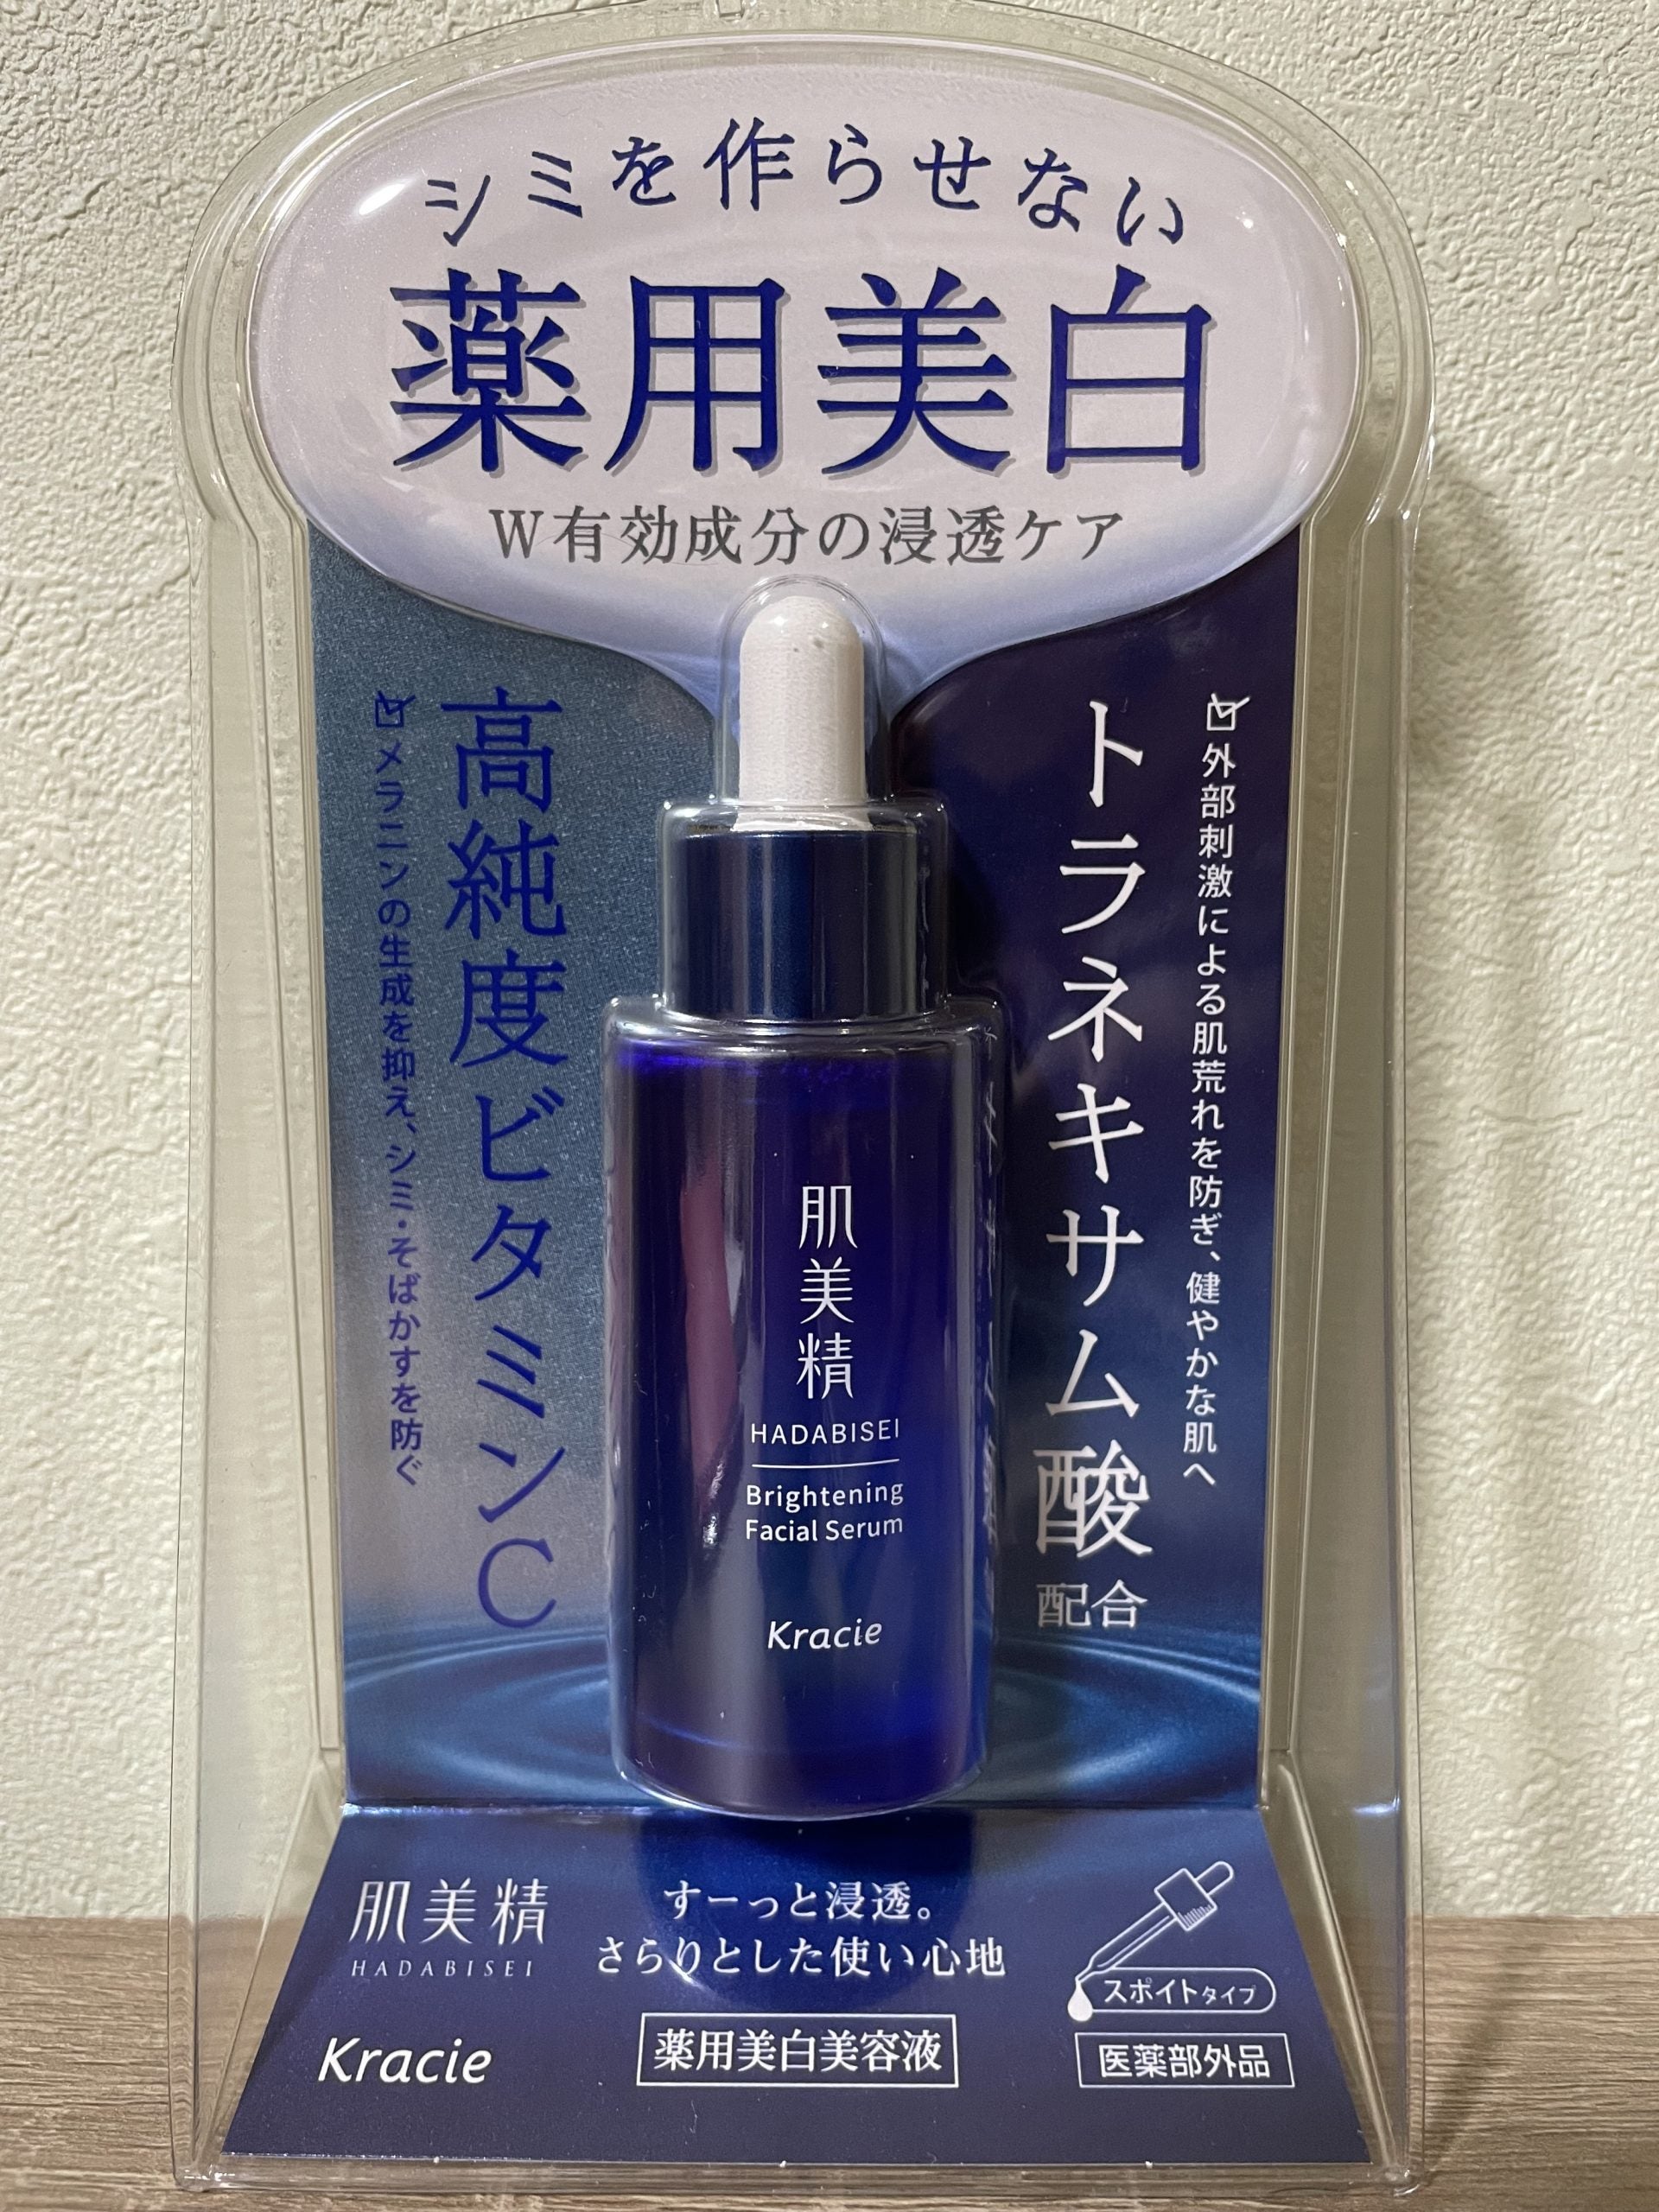 シミを作らせない
薬用美白
W有効成分の浸透ケア
外部刺激による肌荒れを防ぎ、健やかな肌へ
トラネキサム酸配合
高純度ビタミンC
メラニンの生成を抑え、シミ・そばかすを防ぐ
肌美精
HADABISEI
Brightening
Facial Serum
Kracie
肌美精
HADABISEI
Kracie
すーっと浸透。
さらりとした使い心地
薬用美白美容液
スポイトタイプ
医薬部外品